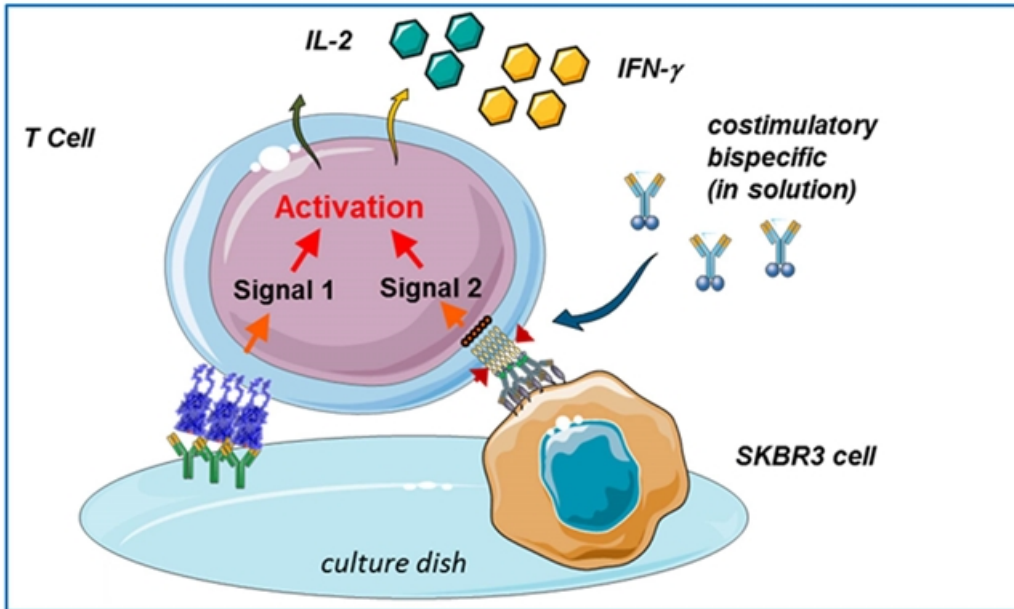 IL-2
IFN-γ
T Cell
costimulatory
bispecific
(in solution)
Activation
Signal 1
Signal 2
SKBR3 cell
culture dish